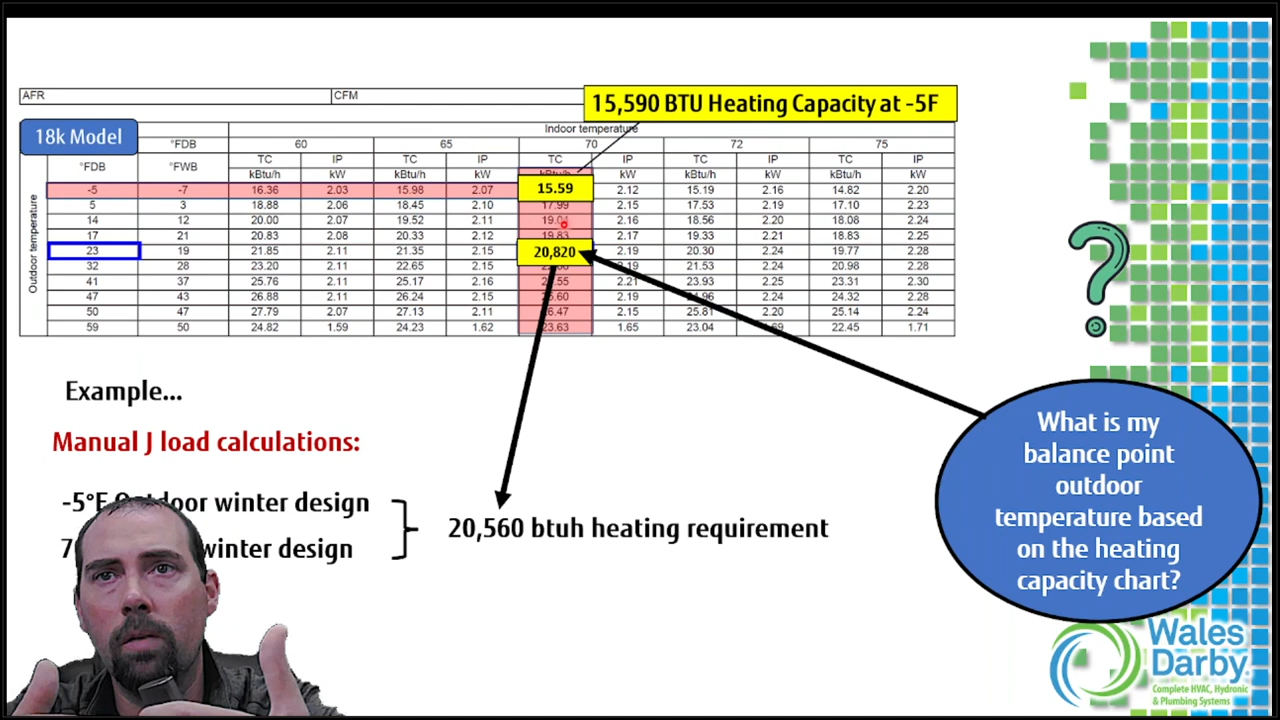 15,590 BTU Heating Capacity at -5F
AFR CFM
18k Model
Indoor temperature
°FDB 60 65 70 72 75
°FDB °FWB TC IP TC IP TC IP TC IP TC IP
kBtu/h kW kBtu/h kW kBtu/h kW kBtu/h kW kBtu/h kW
Outdoor temperature
-5 -7 16.36 2.03 15.98 2.07 15.59 2.12 15.19 2.16 14.82 2.20
5 3 18.88 2.06 18.45 2.10 17.99 2.15 17.53 2.19 17.10 2.23
14 12 20.00 2.07 19.52 2.11 19.04 2.16 18.56 2.20 18.08 2.24
17 21 20.83 2.08 20.33 2.12 19.83 2.17 19.33 2.21 18.83 2.25
23 19 21.85 2.11 21.35 2.15 20,820 2.19 20.30 2.24 19.77 2.28
32 28 23.20 2.11 22.65 2.15 2.19 21.53 2.24 20.98 2.28
41 37 25.76 2.11 25.17 2.16 2.21 23.93 2.25 23.31 2.30
47 43 26.88 2.11 26.24 2.15 2.19 2.24 24.32 2.28
50 47 27.79 2.07 27.13 2.11 2.15 25.81 2.20 25.14 2.24
59 50 24.82 1.59 24.23 1.62 23.63 1.65 23.04 22.45 1.71
Example...
Manual J load calculations:
-5°F Outdoor winter design
7 winter design
20,560 btuh heating requirement
What is my
balance point
outdoor
temperature based
on the heating
capacity chart?
Wales
Darby
Complete HVAC, Hydronic
& Plumbing Systems